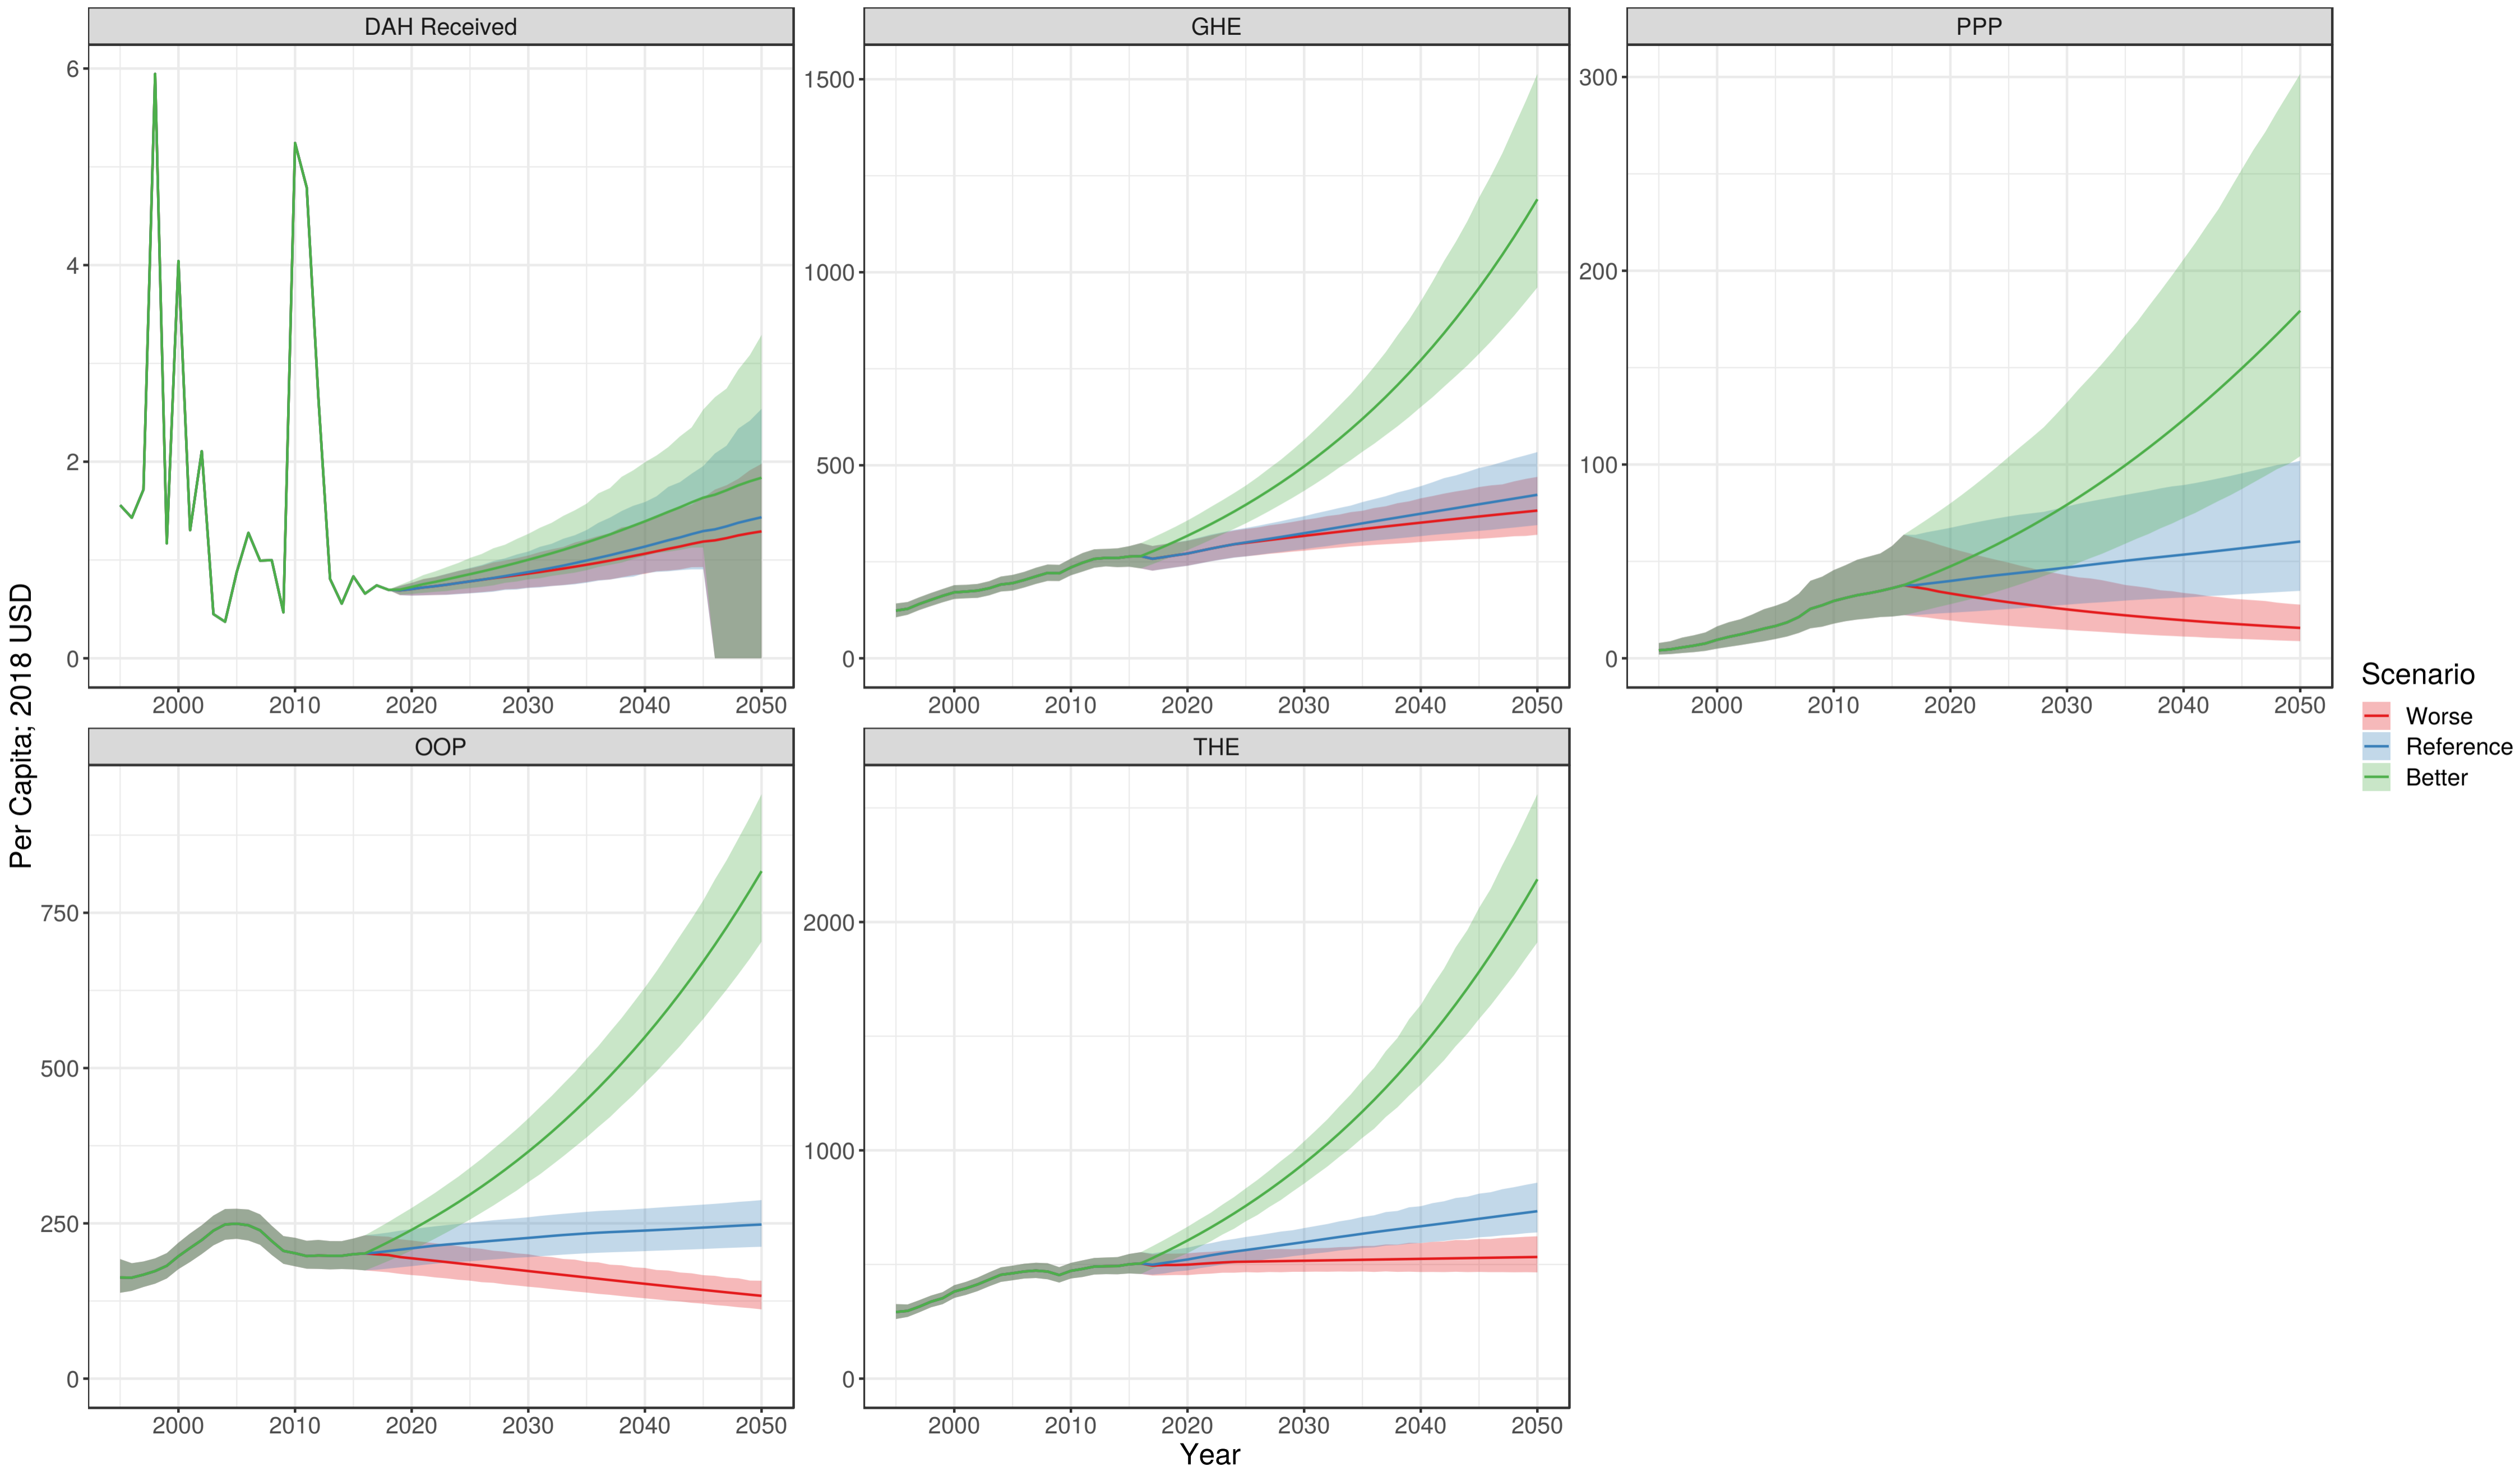 DAH Received
GHE
PPP
6
4
2
0
2000 2010 2020 2030 2040 2050
1500
1000
500
0
2000 2010 2020 2030 2040 2050
300
200
100
0
2000 2010 2020 2030 2040 2050
Per Capita; 2018 USD
OOP
THE
750
500
250
0
2000 2010 2020 2030 2040 2050
2000
1000
0
2000 2010 2020 2030 2040 2050
Year
Scenario
Worse
Reference
Better